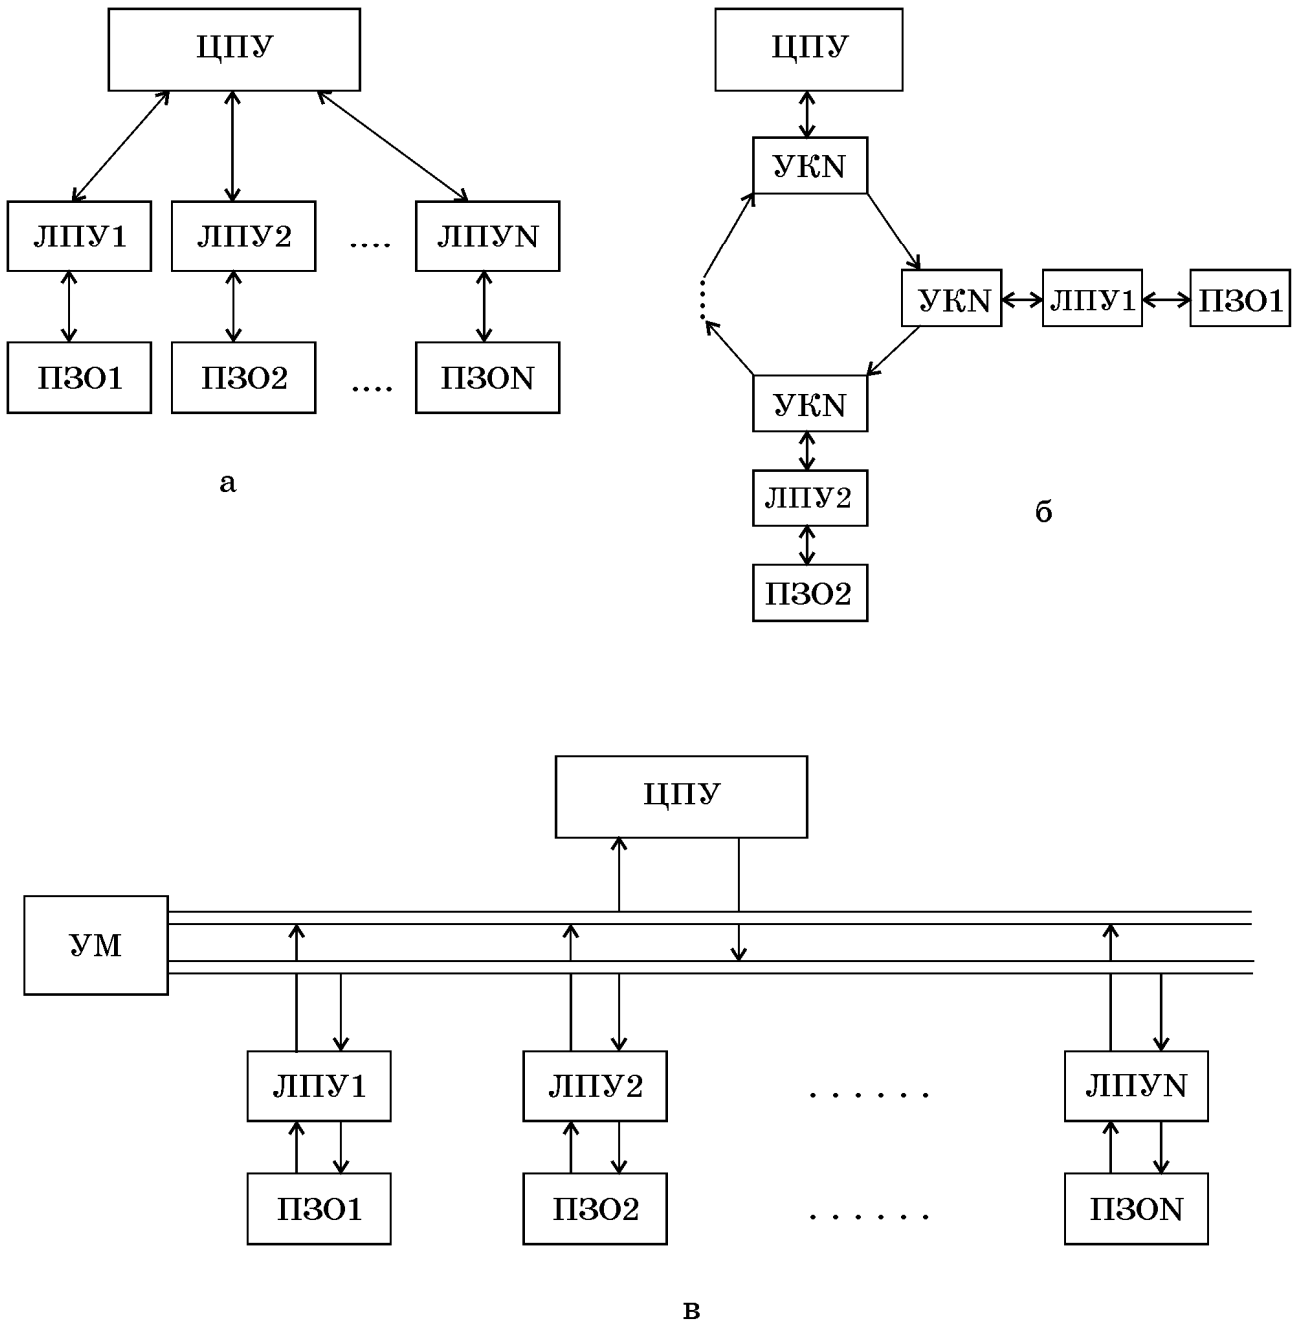 ЦПУ
ЛПУ1 ЛПУ2 .... ЛПУN
ПЗО1 ПЗО2 .... ПЗОN
а
ЦПУ
УКN
УКN ЛПУ1 ПЗО1
УКN
ЛПУ2
ПЗО2
б
ЦПУ
УМ
ЛПУ1 ЛПУ2 ...... ЛПУN
ПЗО1 ПЗО2 ...... ПЗОN
в